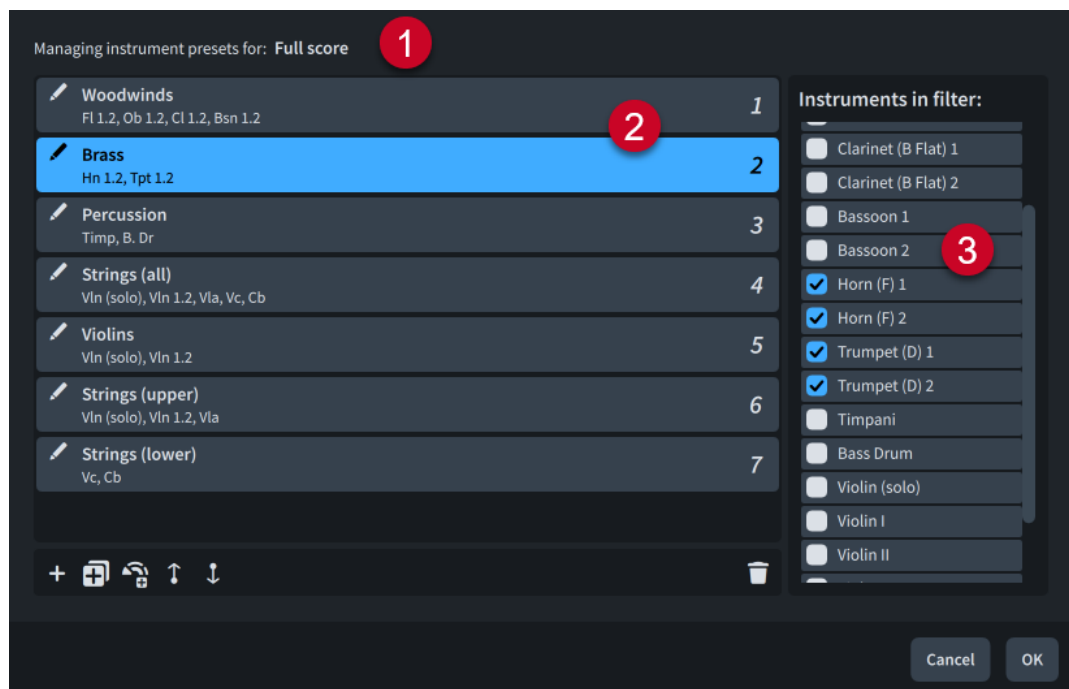 Managing instrument presets for: Full score
1
Woodwinds
Fl 1.2, Ob 1.2, Cl 1.2, Bsn 1.2
1
2
Brass
Hn 1.2, Tpt 1.2
2
Percussion
Timp, B. Dr
3
Strings (all)
Vln (solo), Vln 1.2, Vla, Vc, Cb
4
Violins
Vln (solo), Vln 1.2
5
Strings (upper)
Vln (solo), Vln 1.2, Vla
6
Strings (lower)
Vc, Cb
7
Instruments in filter:
Clarinet (B Flat) 1
Clarinet (B Flat) 2
Bassoon 1
Bassoon 2
3
Horn (F) 1
Horn (F) 2
Trumpet (D) 1
Trumpet (D) 2
Timpani
Bass Drum
Violin (solo)
Violin I
Violin II
Cancel
OK